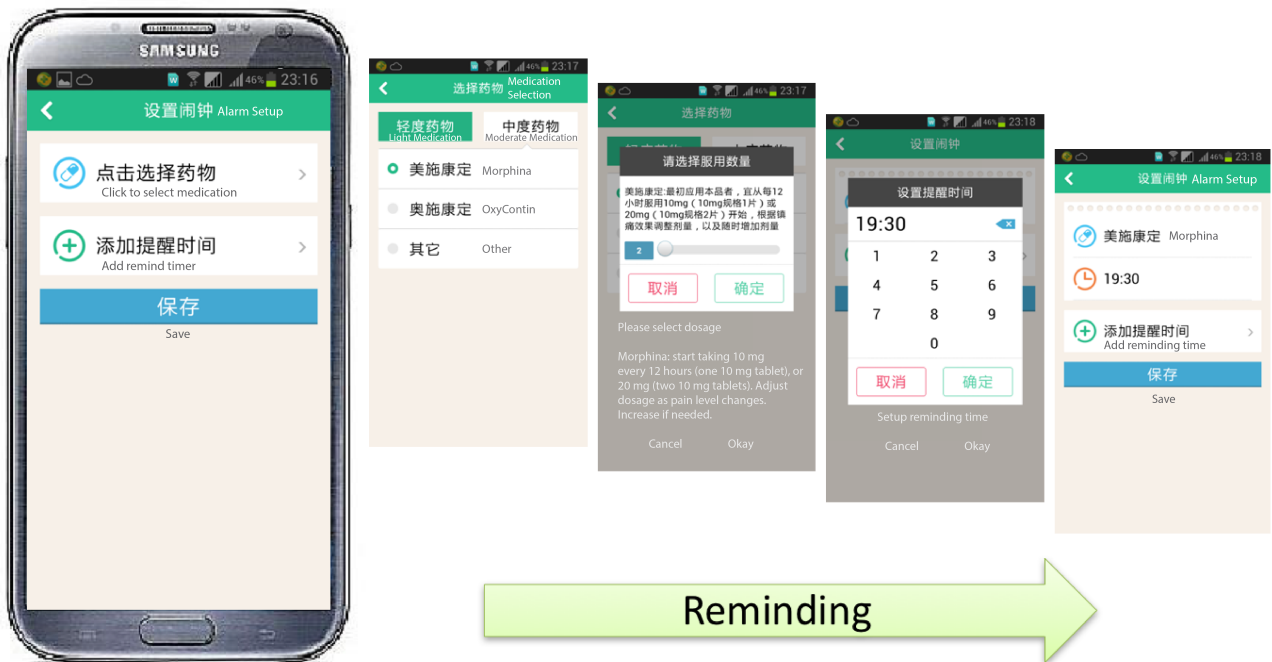 SAMSUNG
46% 23:16
设置闹钟 Alarm Setup
点击选择药物
Click to select medication
添加提醒时间
Add remind timer
保存
Save
46% 23:17
选择药物 Medication
Selection
轻度药物 中度药物
Light Medication Moderate Medication
美施康定 Morphina
奥施康定 OxyContin
其它 Other
46% 23:17
选择药物
请选择服用数量
美施康定:最初应用本品者，宜从每12
小时服用10mg（10mg规格1片）或
20mg（10mg规格2片）开始，根据镇
痛效果调整剂量，以及随时增加剂量
2
取消 确定
Please select dosage
Morphina: start taking 10 mg
every 12 hours (one 10 mg tablet), or
20 mg (two 10 mg tablets). Adjust
dosage as pain level changes.
Increase if needed.
Cancel Okay
46% 23:18
设置闹钟
设置提醒时间
19:30
1 2 3
4 5 6
7 8 9
0
取消 确定
Setup reminding time
Cancel Okay
46% 23:18
设置闹钟 Alarm Setup
美施康定 Morphina
19:30
添加提醒时间
Add reminding time
保存
Save
Reminding